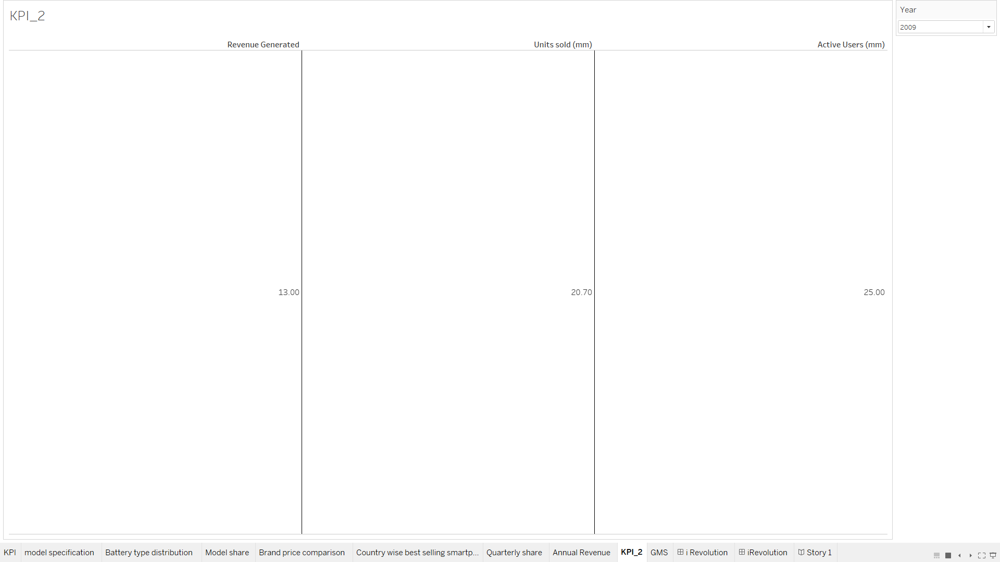 KPI_2
Year
2009
Revenue Generated Units sold (mm) Active Users (mm)
13.00 20.70 25.00
KPI model specification Battery type distribution Model share Brand price comparison Country wise best selling smartp... Quarterly share Annual Revenue KPI_2 GMS i Revolution iRevolution Story 1